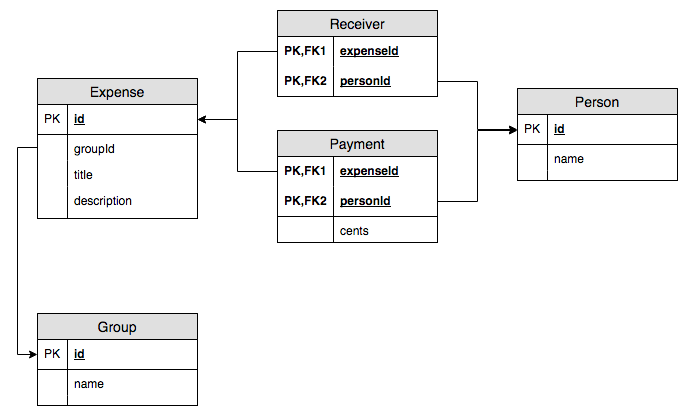 Receiver
PK,FK1 expenseId
PK,FK2 personId
Expense
PK id
groupId
title
description
Payment
PK,FK1 expenseId
PK,FK2 personId
cents
Person
PK id
name
Group
PK id
name